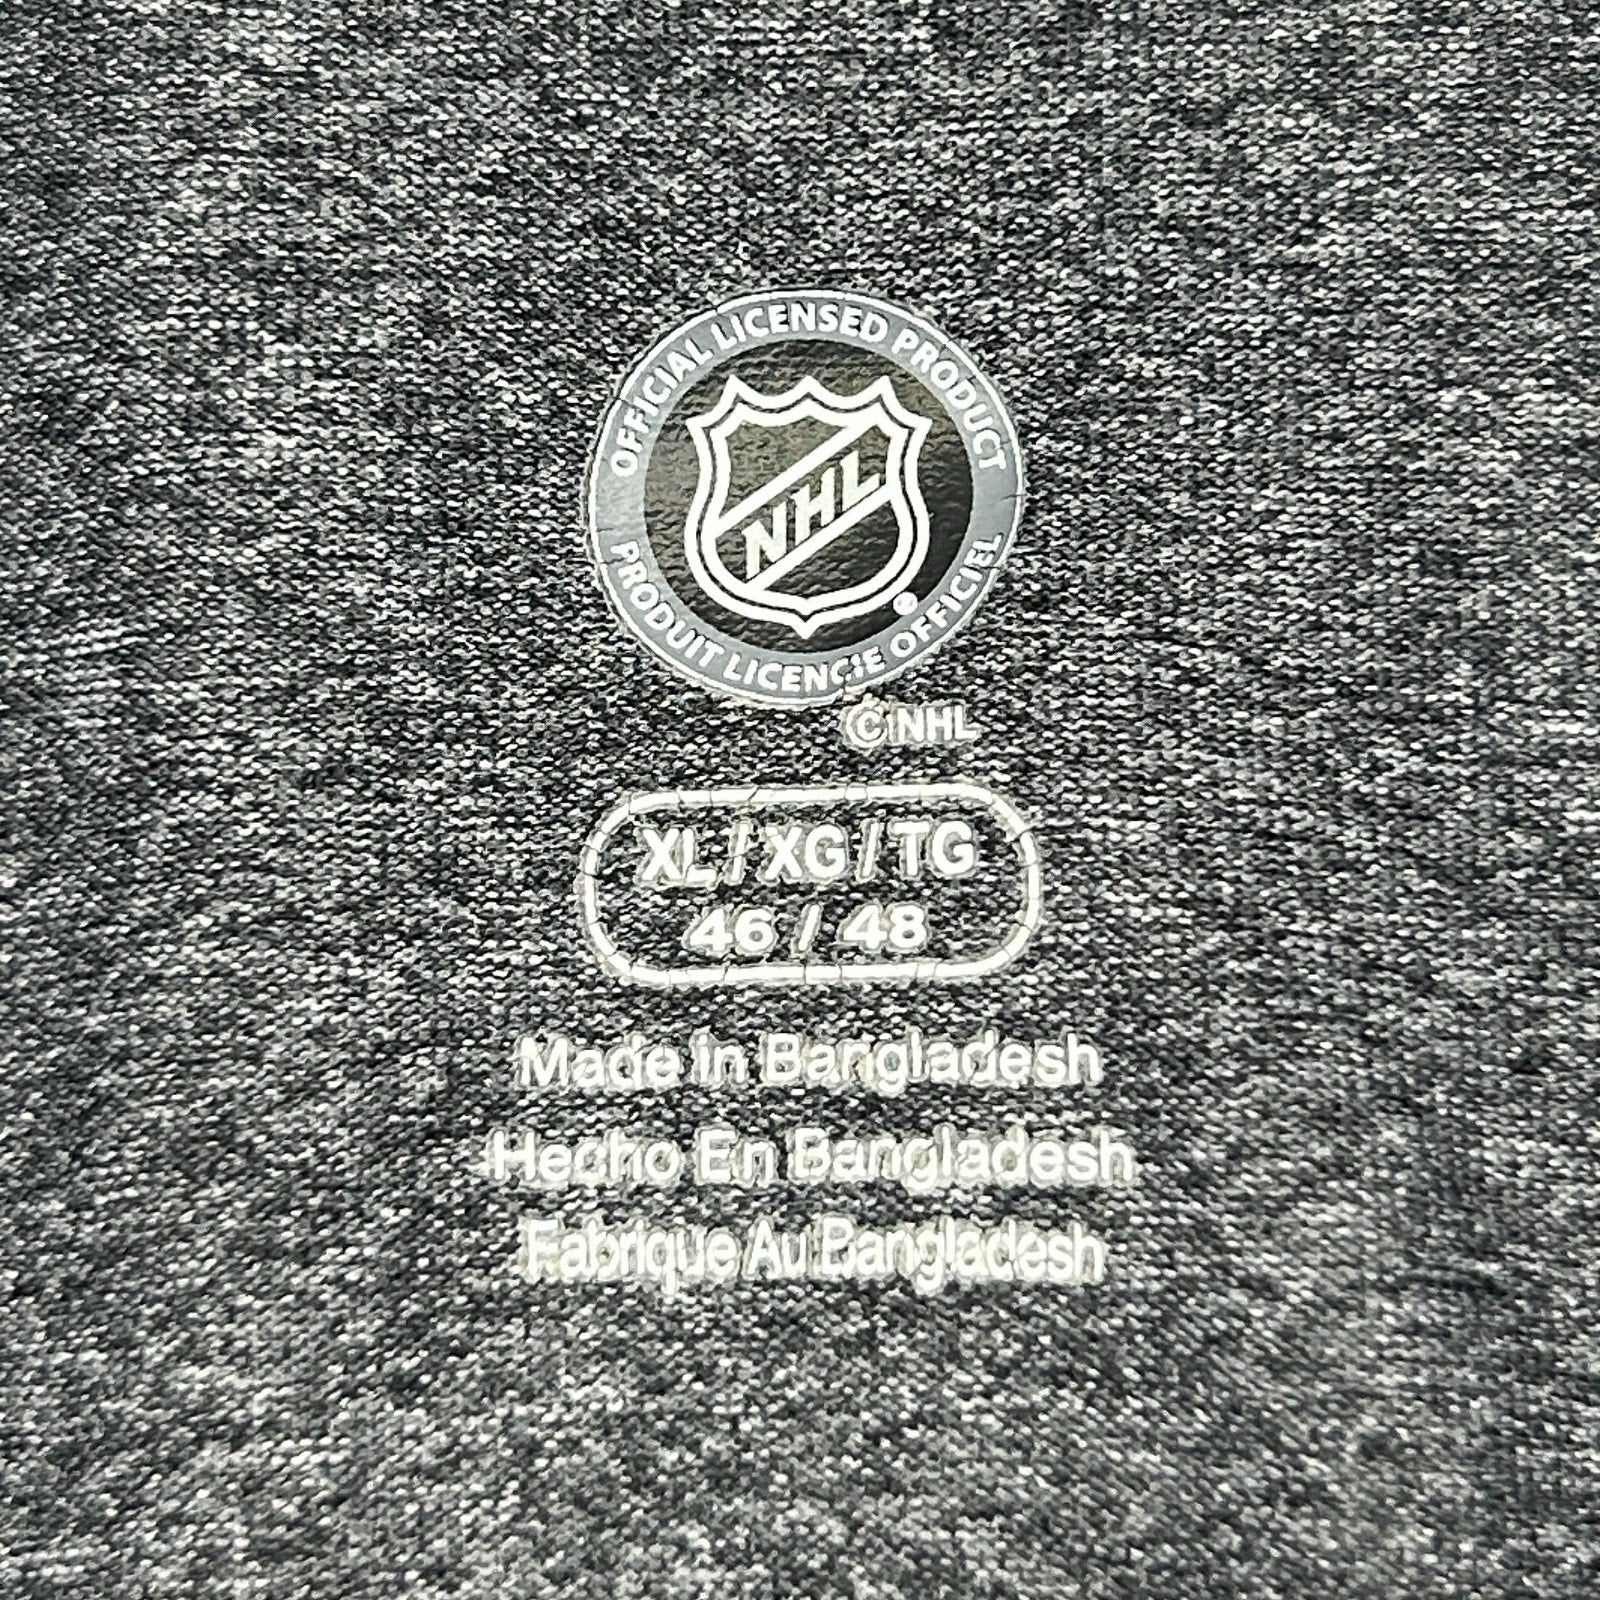 OFFICIAL LICENSED PRODUCT
NHL
®
PRODUIT LICENCIE OFFICIEL
© NHL
XL / XG / TG
46 / 48
Made in Bangladesh
Hecho En Bangladesh
Fabrique Au Bangladesh